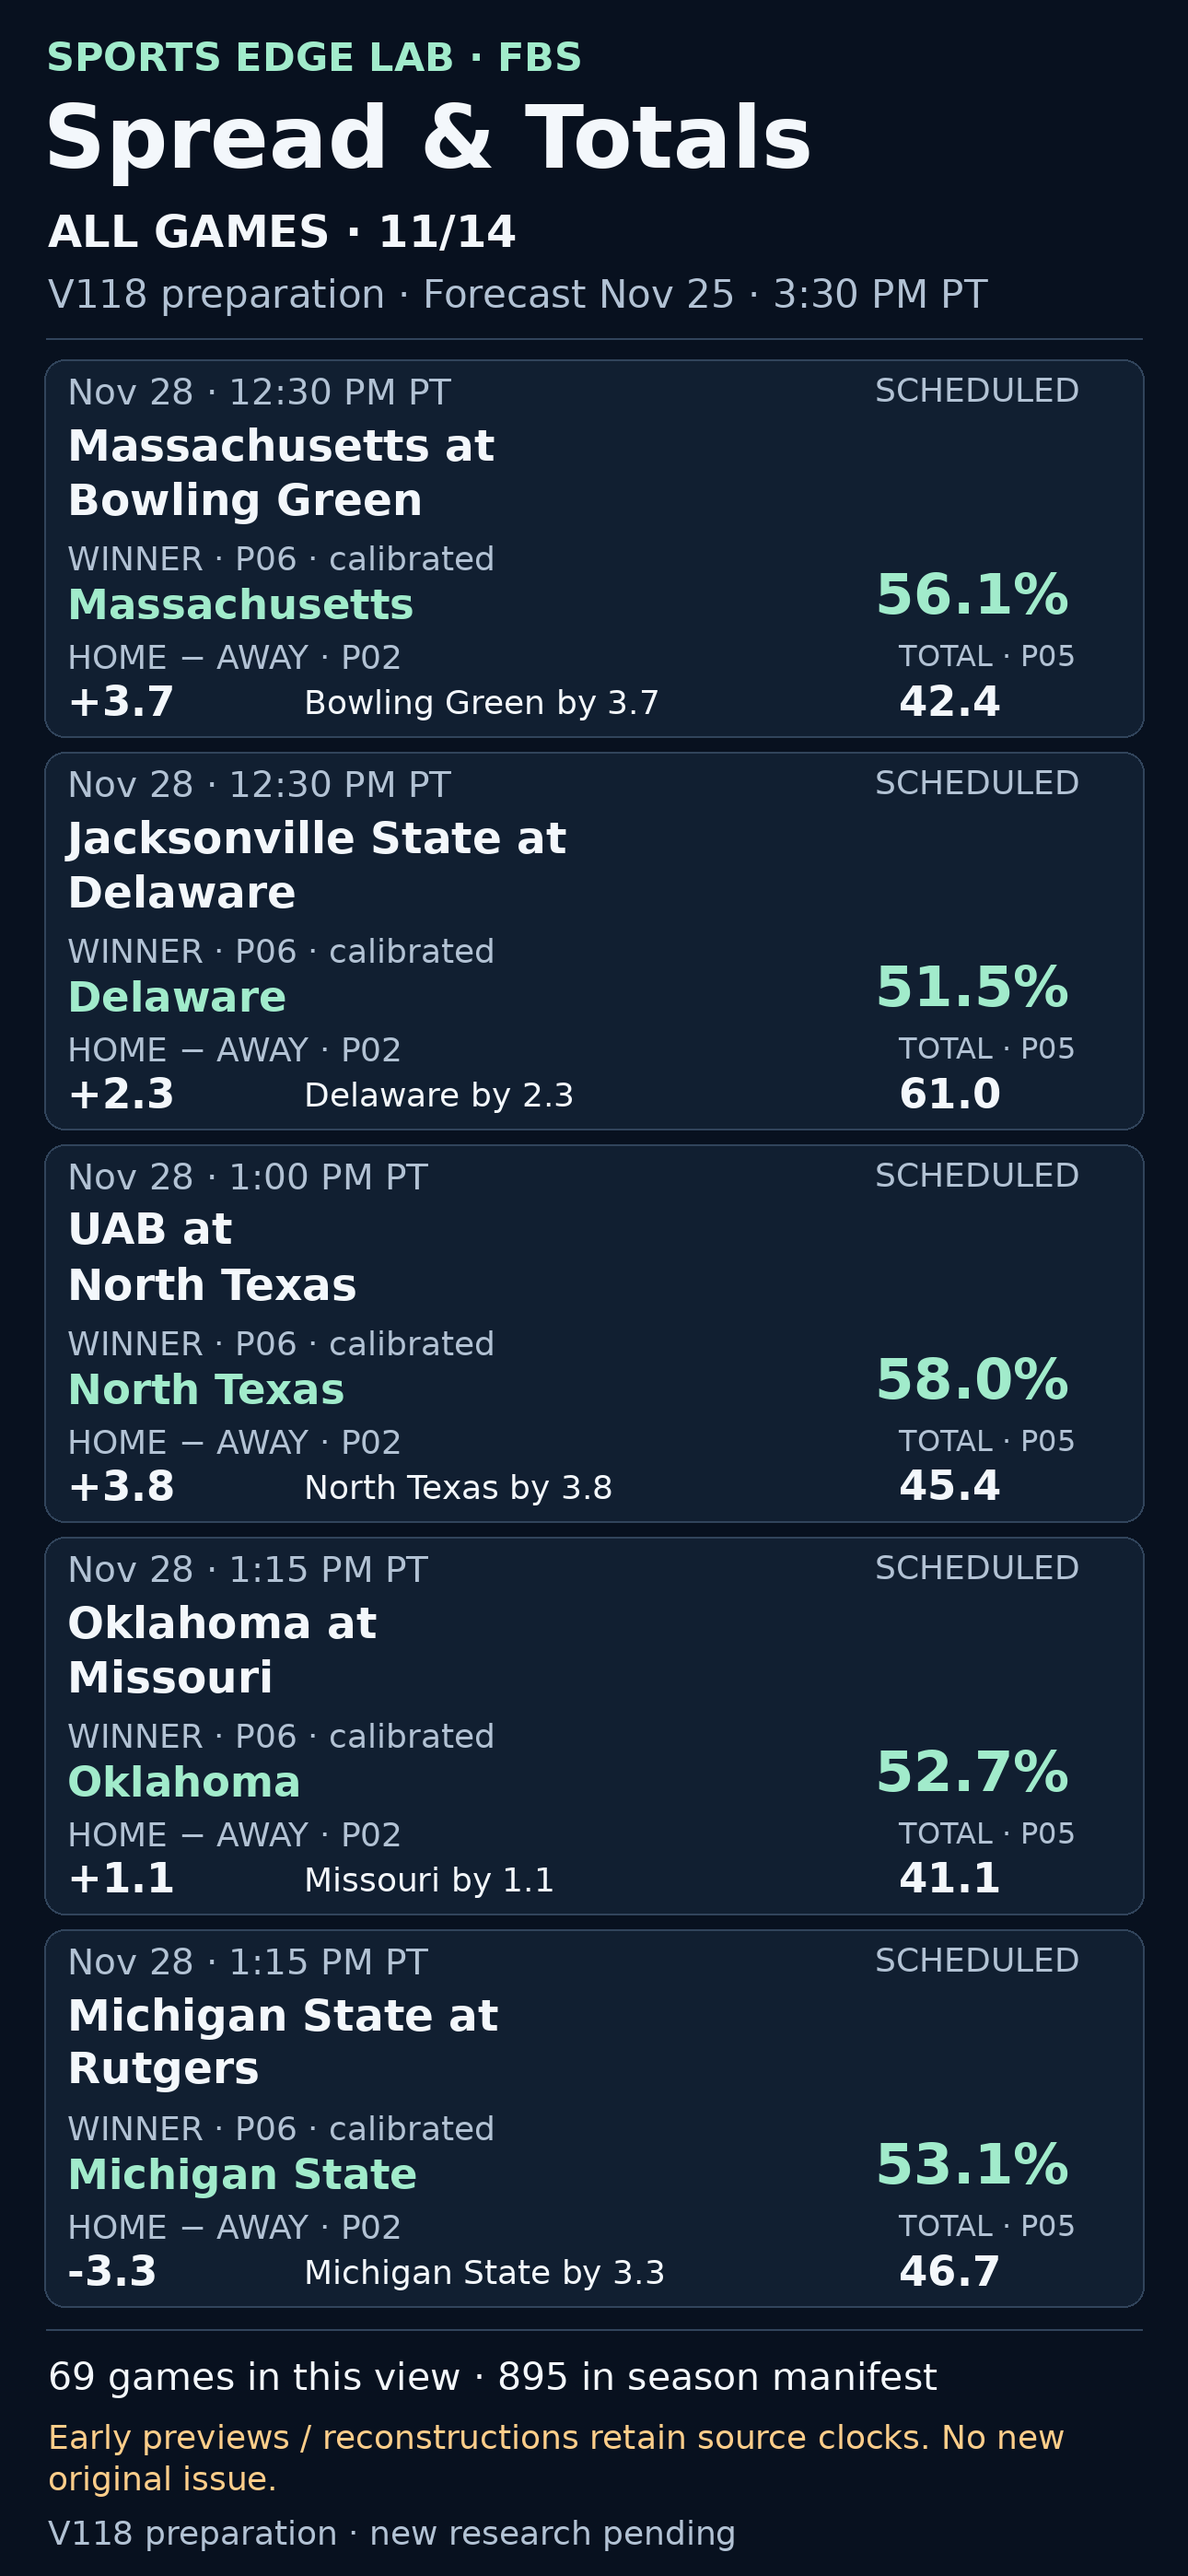 SPORTS EDGE LAB · FBS
Spread & Totals
ALL GAMES · 11/14
V118 preparation · Forecast Nov 25 · 3:30 PM PT
Nov 28 · 12:30 PM PT SCHEDULED
Massachusetts at
Bowling Green
WINNER · P06 · calibrated
Massachusetts 56.1%
HOME − AWAY · P02 TOTAL · P05
+3.7 Bowling Green by 3.7 42.4
Nov 28 · 12:30 PM PT SCHEDULED
Jacksonville State at
Delaware
WINNER · P06 · calibrated
Delaware 51.5%
HOME − AWAY · P02 TOTAL · P05
+2.3 Delaware by 2.3 61.0
Nov 28 · 1:00 PM PT SCHEDULED
UAB at
North Texas
WINNER · P06 · calibrated
North Texas 58.0%
HOME − AWAY · P02 TOTAL · P05
+3.8 North Texas by 3.8 45.4
Nov 28 · 1:15 PM PT SCHEDULED
Oklahoma at
Missouri
WINNER · P06 · calibrated
Oklahoma 52.7%
HOME − AWAY · P02 TOTAL · P05
+1.1 Missouri by 1.1 41.1
Nov 28 · 1:15 PM PT SCHEDULED
Michigan State at
Rutgers
WINNER · P06 · calibrated
Michigan State 53.1%
HOME − AWAY · P02 TOTAL · P05
-3.3 Michigan State by 3.3 46.7
69 games in this view · 895 in season manifest
Early previews / reconstructions retain source clocks. No new
original issue.
V118 preparation · new research pending